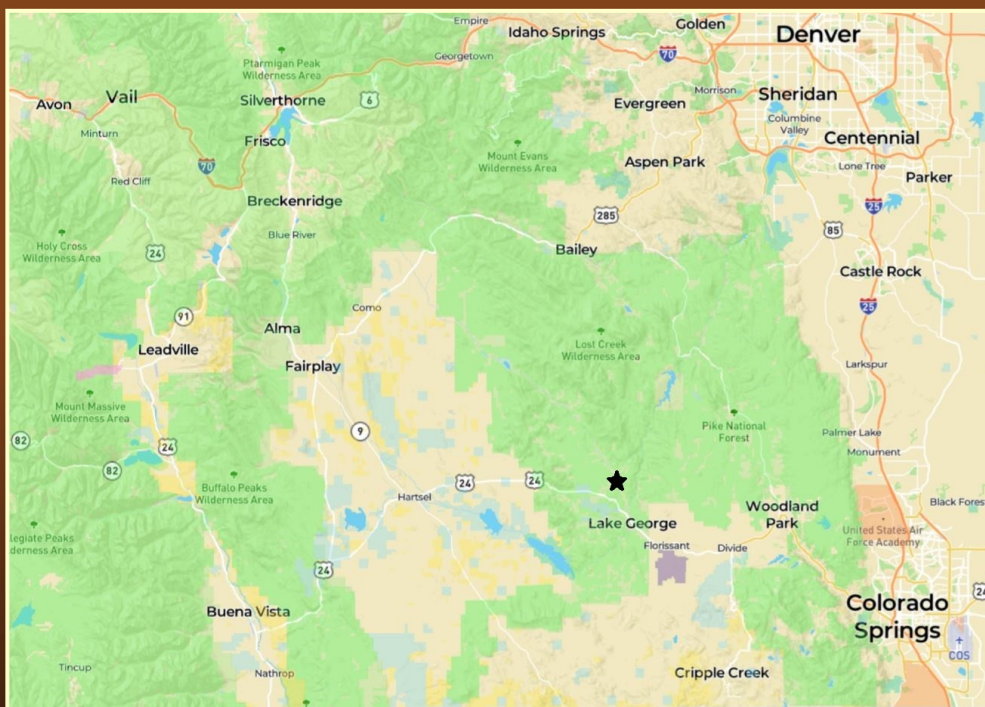 Empire
Golden
Denver
Idaho Springs
Georgetown
70
Ptarmigan Peak
Wilderness Area
Morrison
Sheridan
Avon
Vail
Silverthorne
6
Evergreen
Columbine
Valley
Minturn
Frisco
Centennial
70
Mount Evans
Wilderness Area
Aspen Park
Lone Tree
Parker
Red Cliff
Breckenridge
285
25
85
Blue River
Holy Cross
Wilderness Area
24
Bailey
Castle Rock
25
Como
91
Alma
Leadville
Lost Creek
Wilderness Area
Fairplay
Larkspur
Mount Massive
Wilderness Area
Pike National
Forest
82
9
Palmer Lake
24
Monument
82
Buffalo Peaks
Wilderness Area
24
24
Hartsel
Woodland
Park
Black Fores
legiate Peaks
derness Area
Lake George
United States Air
Force Academy
Florissant
Divide
24
24
Buena Vista
Colorado
Springs
COS
Tincup
Nathrop
Cripple Creek